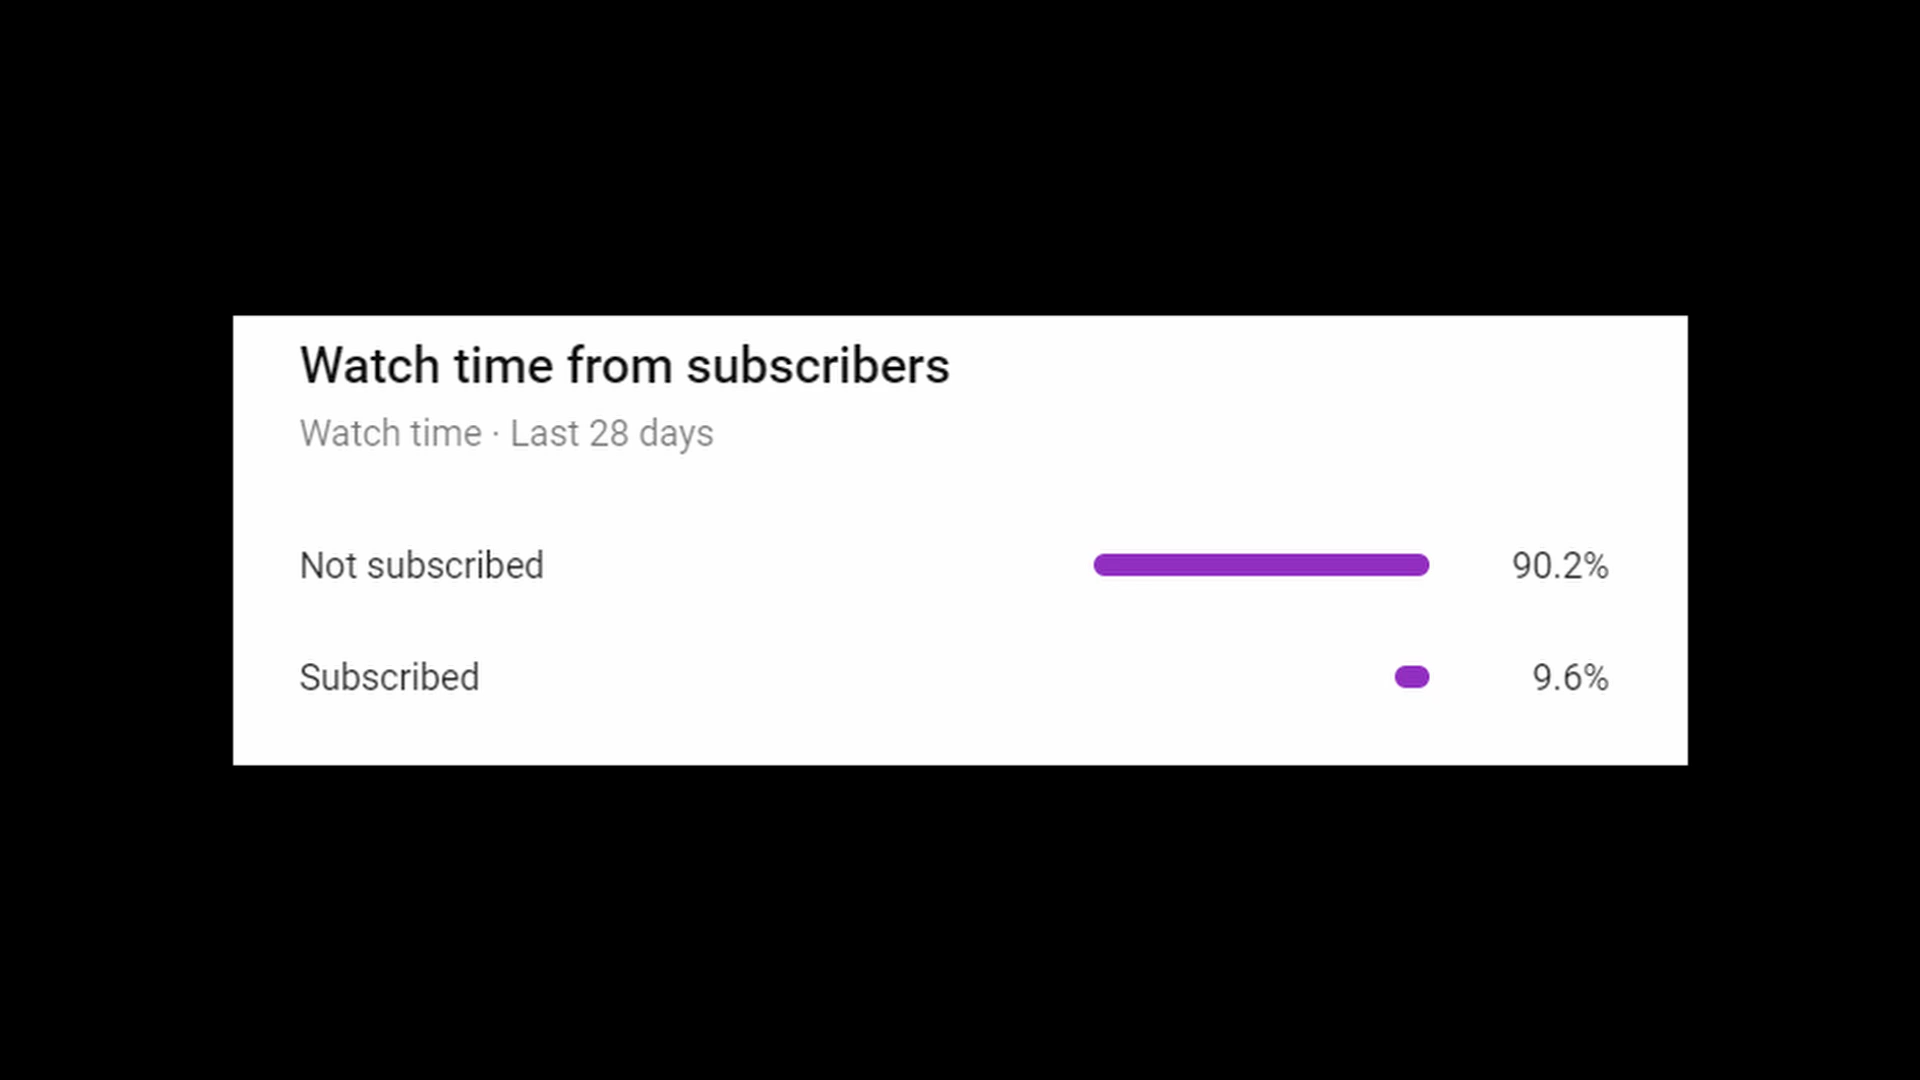 Watch time from subscribers
Watch time · Last 28 days
Not subscribed 90.2%
Subscribed 9.6%